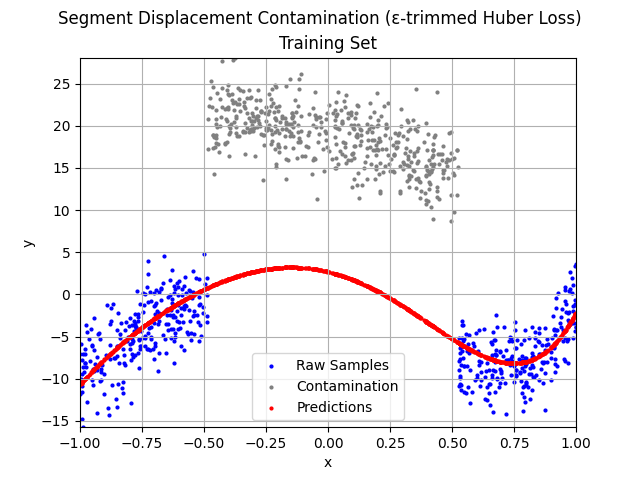 Segment Displacement Contamination (ε-trimmed Huber Loss)
Training Set
y
25
20
15
10
5
0
−5
−10
−15
Raw Samples
Contamination
Predictions
−1.00 −0.75 −0.50 −0.25 0.00 0.25 0.50 0.75 1.00
x